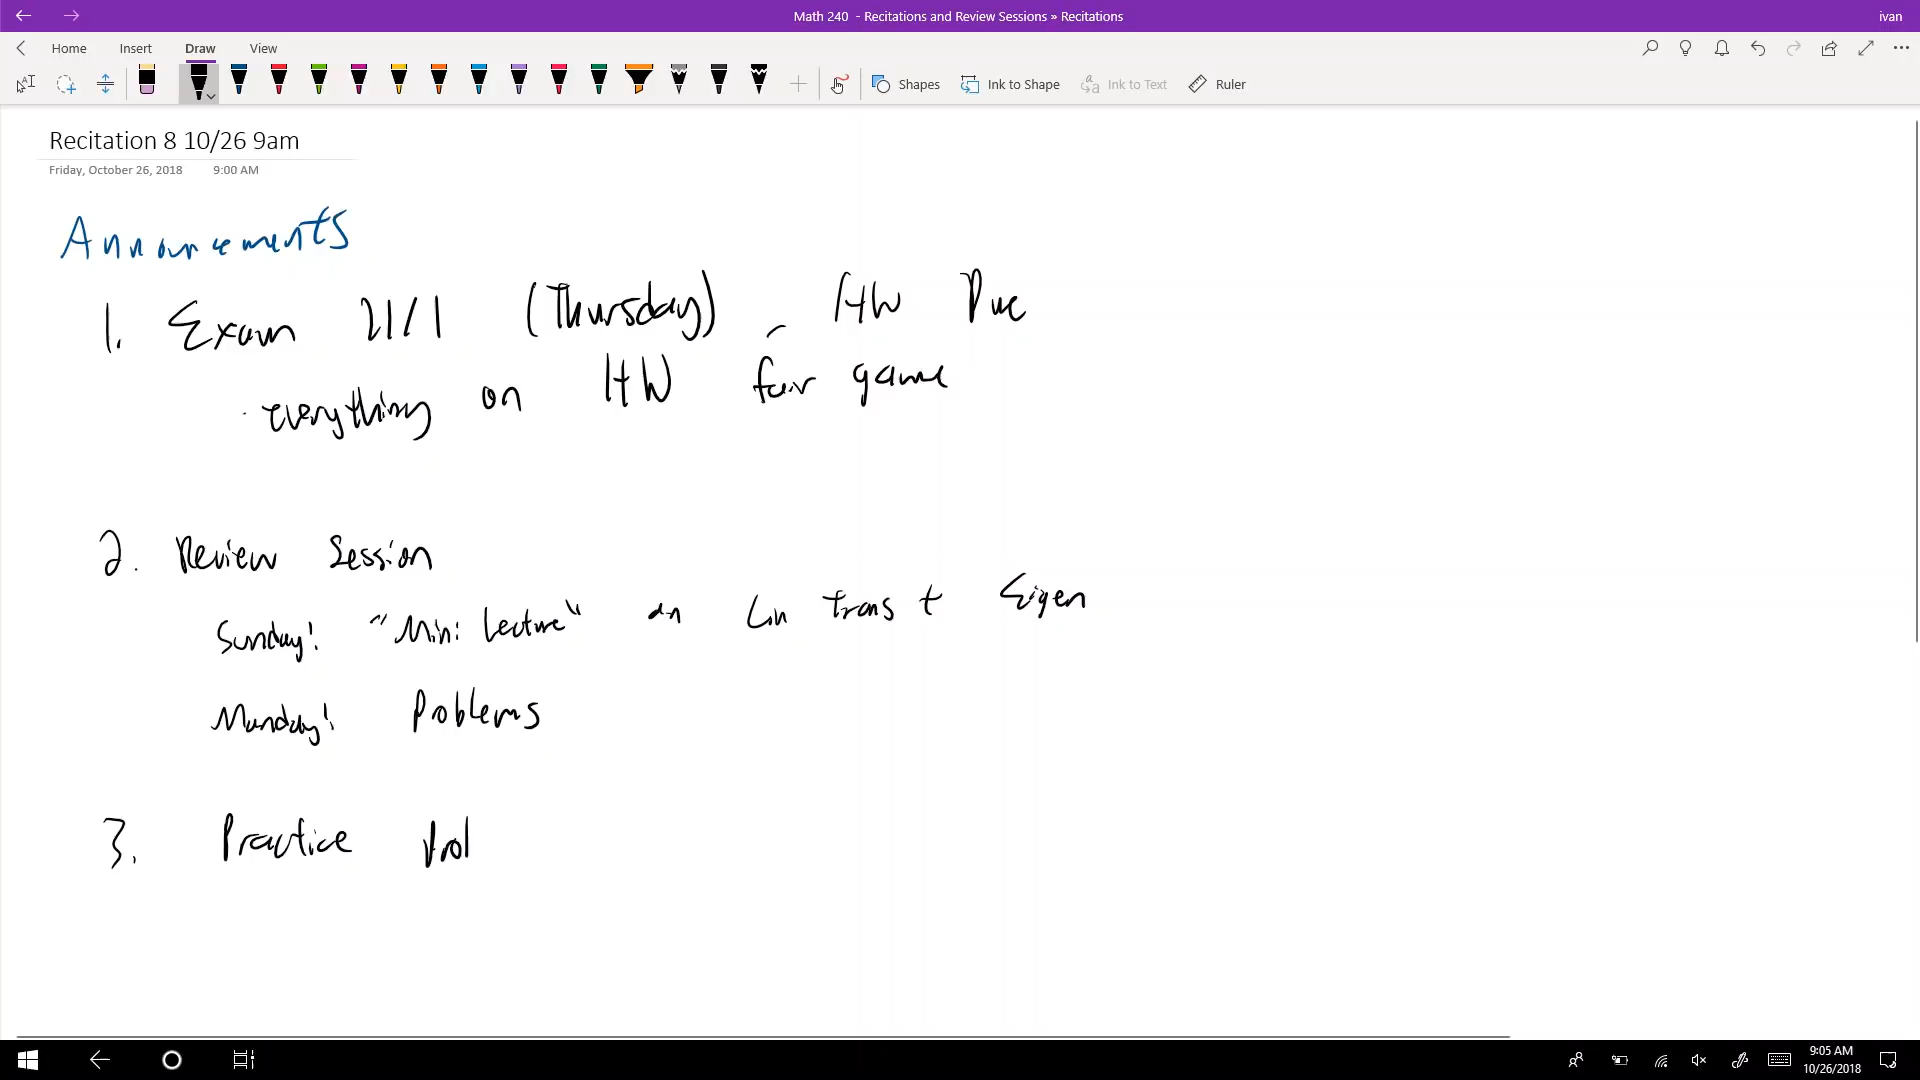 Math 240 - Recitations and Review Sessions » Recitations
ivan
Home Insert Draw View
Shapes Ink to Shape Ink to Text Ruler
Recitation 8 10/26 9am
Friday, October 26, 2018 9:00 AM
Announcements
1. Exam 11/1 (Thursday) HW Due
· everything on HW fair game
2. Review Session
Sunday! "Mini Lecture" on Lin trans + Eigen
Monday! Problems
3. Practice Prol
9:05 AM
10/26/2018